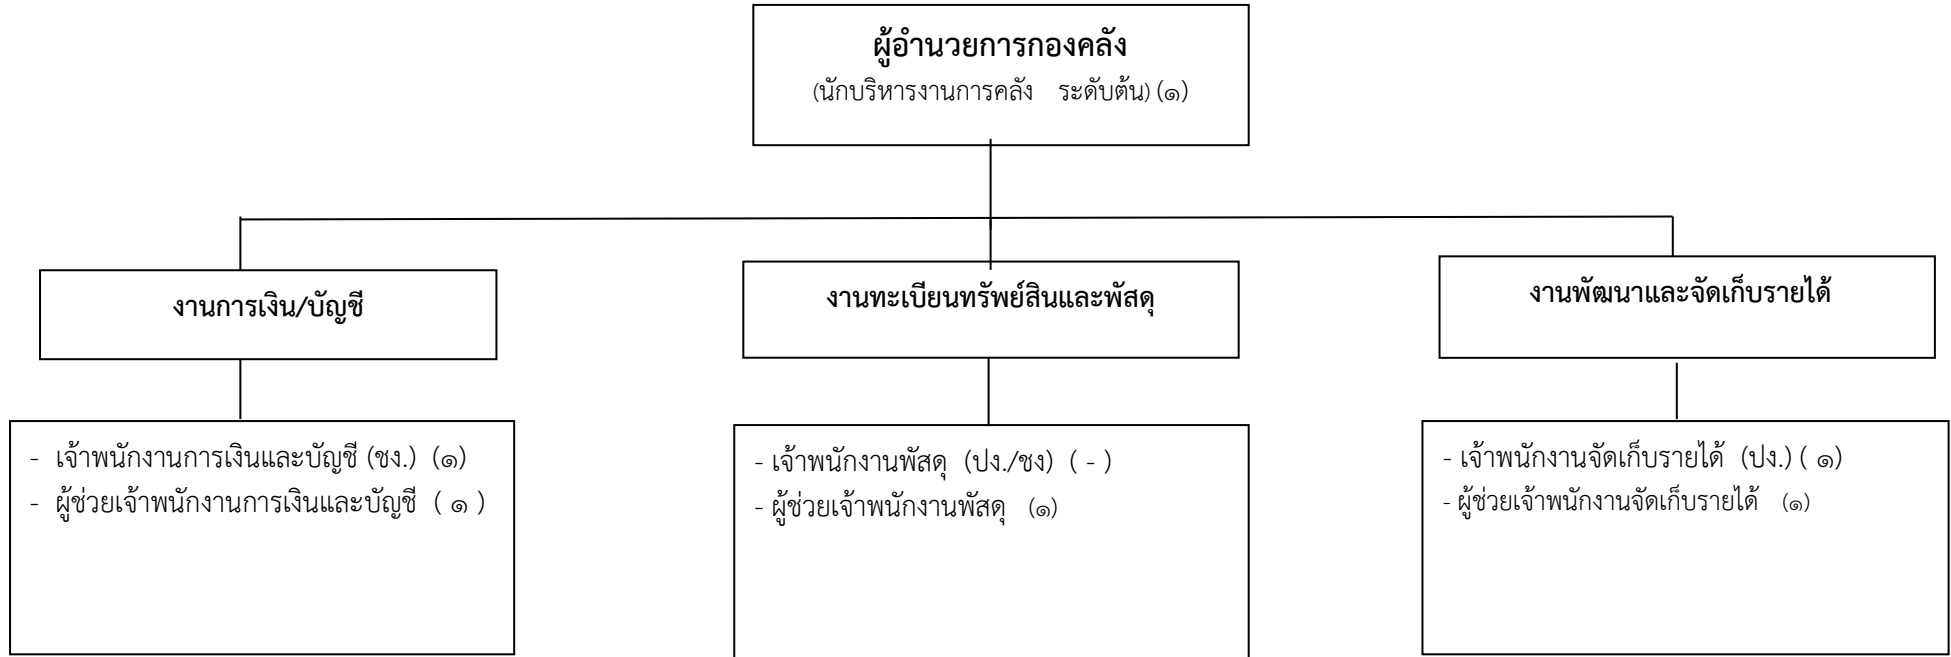 ผู้อำนวยการกองคลัง
(นักบริหารงานการคลัง ระดับต้น) (๑)
งานการเงิน/บัญชี
งานทะเบียนทรัพย์สินและพัสดุ
งานพัฒนาและจัดเก็บรายได้
- เจ้าพนักงานการเงินและบัญชี (ชง.) (๑)
- ผู้ช่วยเจ้าพนักงานการเงินและบัญชี ( ๑ )
- เจ้าพนักงานพัสดุ (ปง./ชง) ( - )
- ผู้ช่วยเจ้าพนักงานพัสดุ (๑)
- เจ้าพนักงานจัดเก็บรายได้ (ปง.) ( ๑)
- ผู้ช่วยเจ้าพนักงานจัดเก็บรายได้ (๑)